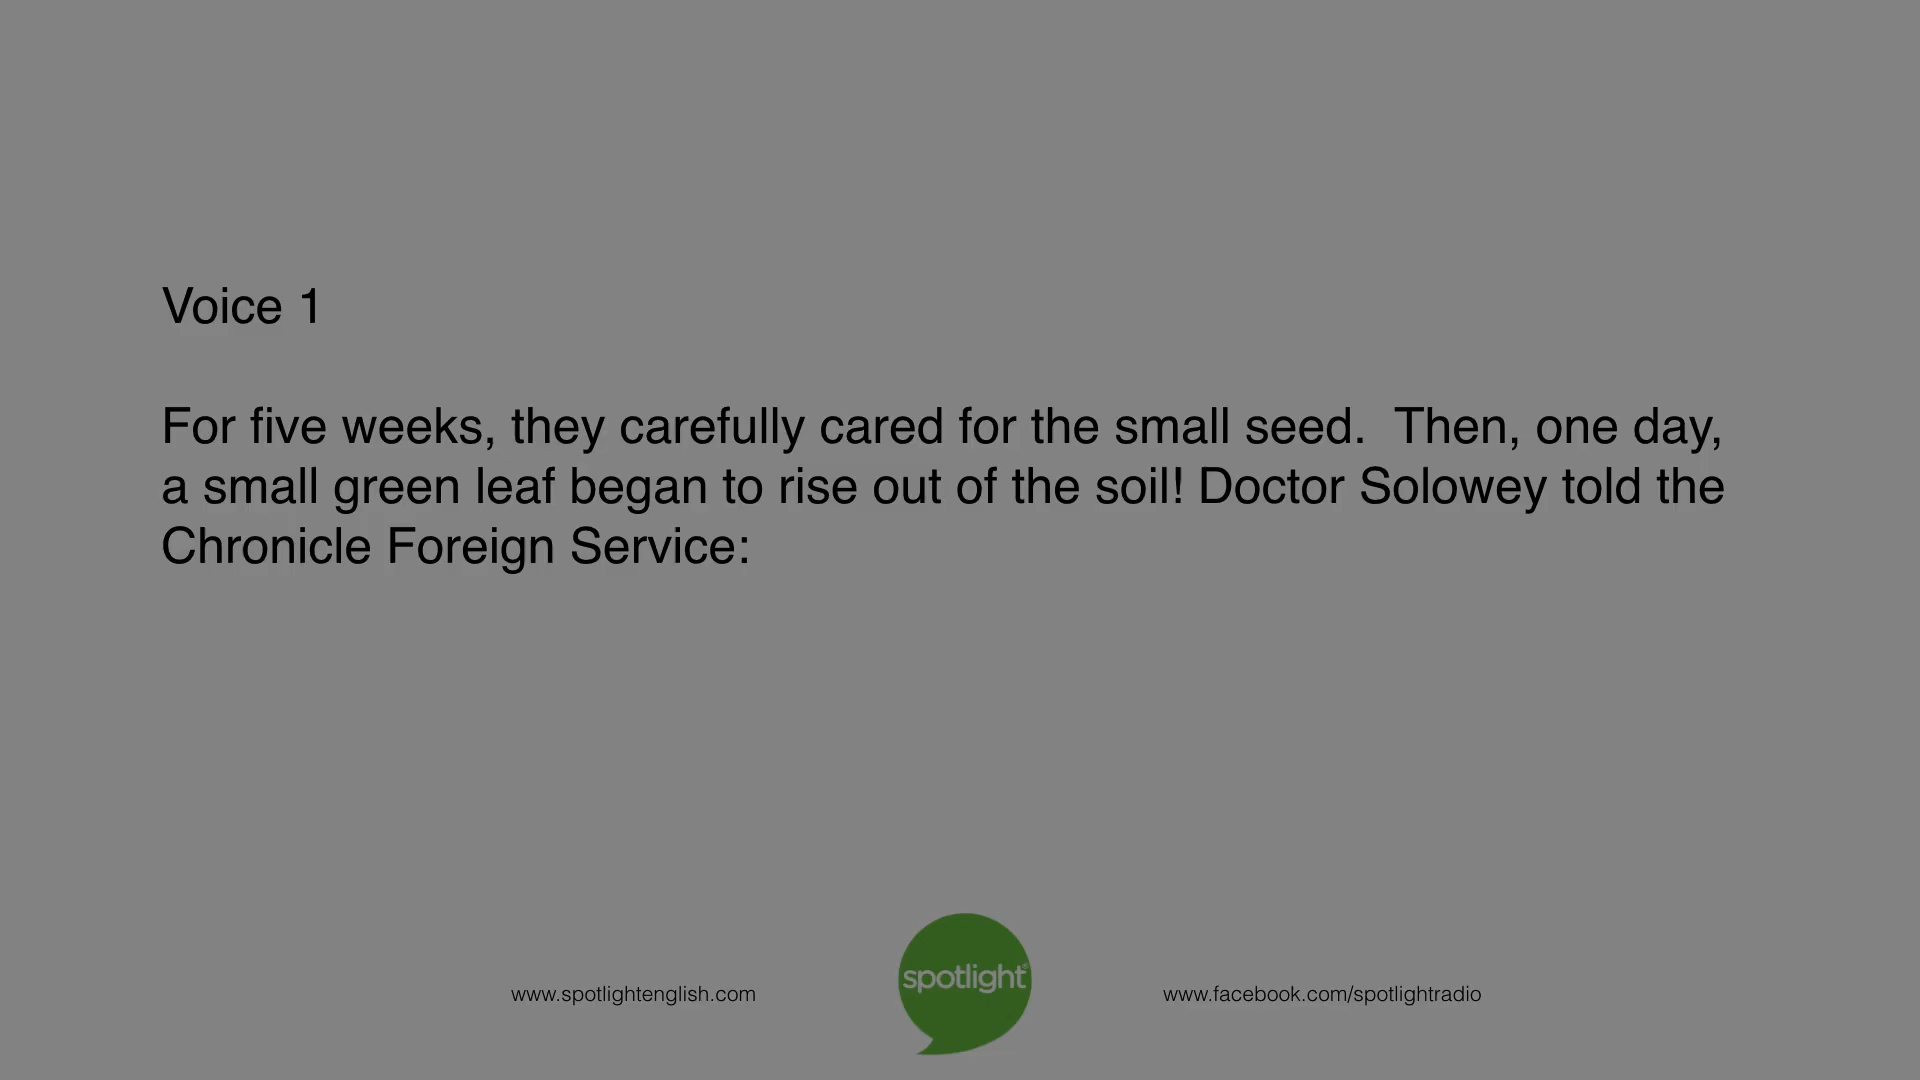 Voice 1
For five weeks, they carefully cared for the small seed.  Then, one day,
a small green leaf began to rise out of the soil! Doctor Solowey told the
Chronicle Foreign Service:
spotlight®
www.spotlightenglish.com
www.facebook.com/spotlightradio